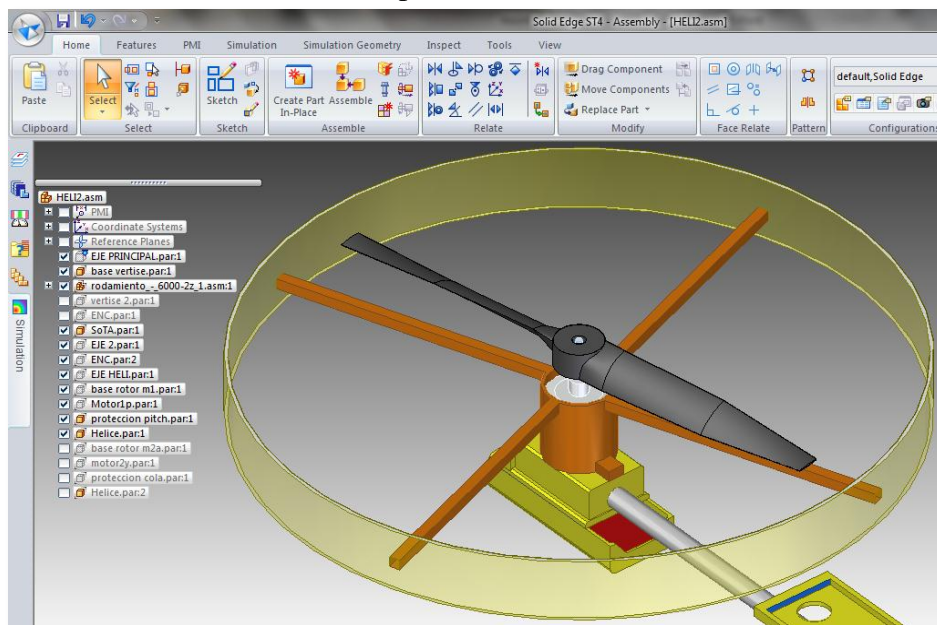 Solid Edge ST4 - Assembly - [HELI2.asm]
Home Features PMI Simulation Simulation Geometry Inspect Tools View
Paste
Select
Sketch
Create Part In-Place
Assemble
Drag Component
Move Components
Replace Part
default,Solid Edge
Clipboard Select Sketch Assemble Relate Modify Face Relate Pattern Configurations
HELI2.asm
PMI
Coordinate Systems
Reference Planes
EJE PRINCIPAL.par:1
base vertise.par:1
rodamiento_-_6000-2z_1.asm:1
vertise 2.par:1
ENC.par:1
SoTA.par:1
EJE 2.par:1
ENC.par:2
EJE HELI.par:1
base rotor m1.par:1
Motor1p.par:1
proteccion pitch.par:1
Helice.par:1
base rotor m2a.par:1
motor2y.par:1
proteccion cola.par:1
Helice.par:2
Simulation